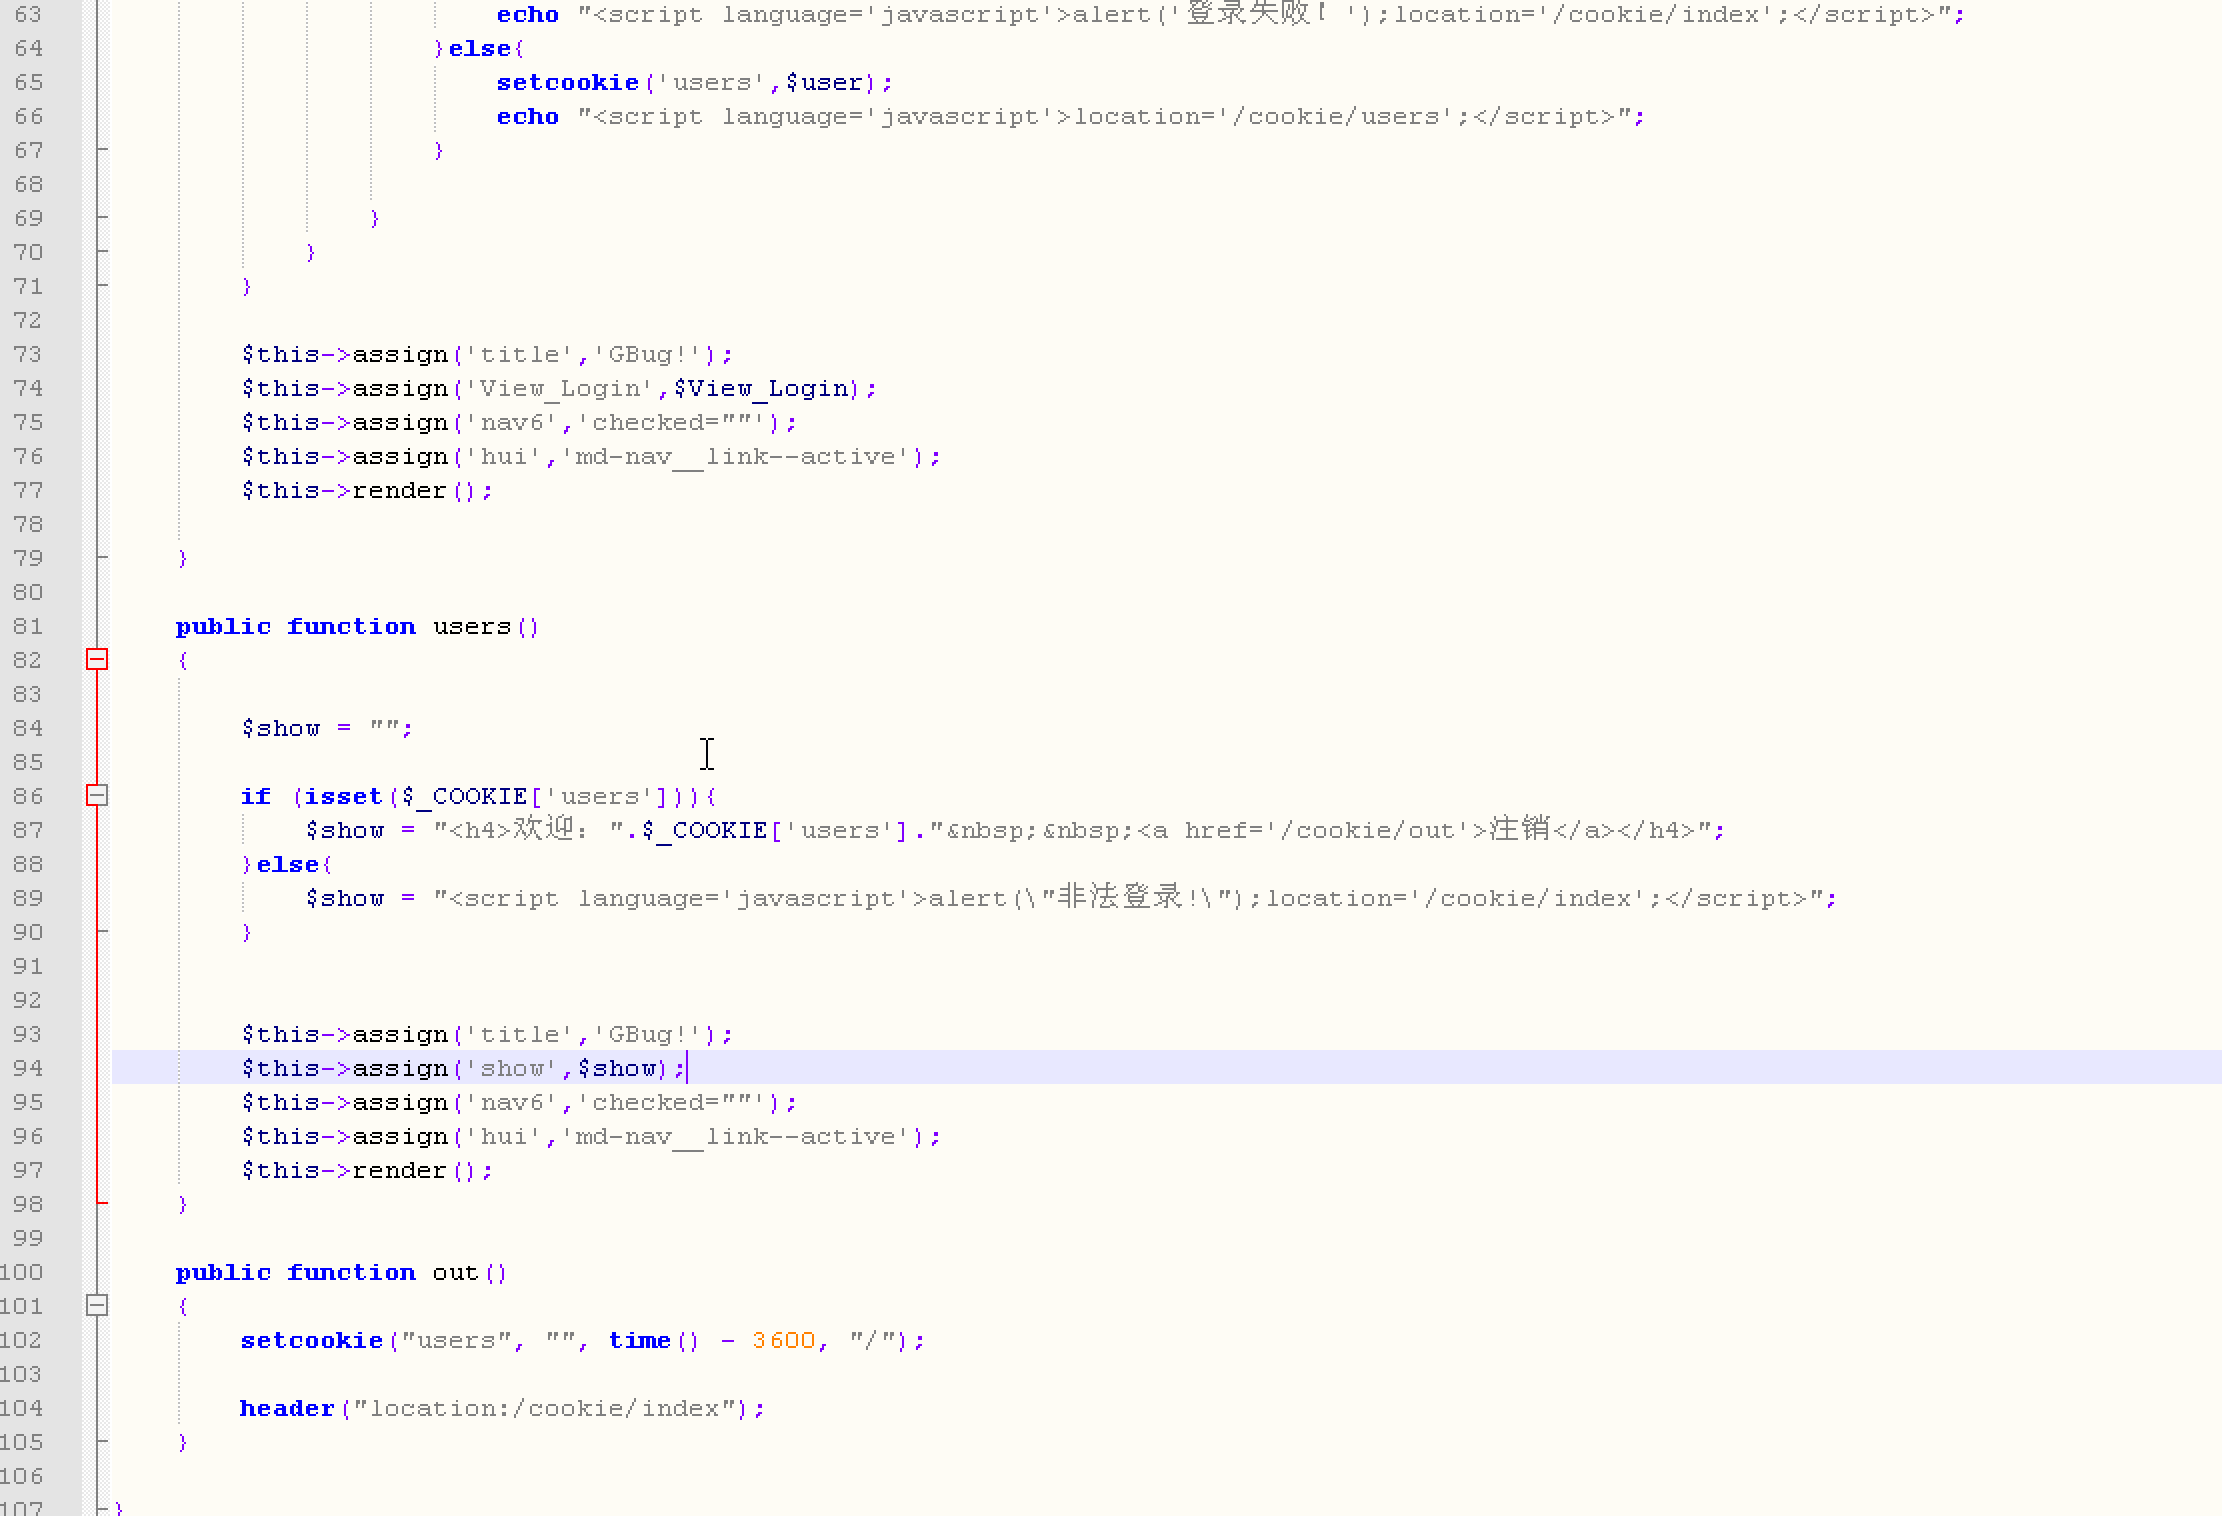 63 echo "<script language='javascript'>alert('登录失败! ');location='/cookie/index';</script>";
64 }else{
65 setcookie('users',$user);
66 echo "<script language='javascript'>location='/cookie/users';</script>";
67 }
68
69 }
70 }
71 }
72
73 $this->assign('title','GBug!');
74 $this->assign('View_Login',$View_Login);
75 $this->assign('nav6','checked=""');
76 $this->assign('hui','md-nav__link--active');
77 $this->render();
78
79 }
80
81 public function users()
82 {
83
84 $show = "";
85
86 if (isset($_COOKIE['users'])){
87 $show = "<h4>欢迎: ".$_COOKIE['users']."&nbsp;&nbsp;<a href='/cookie/out'>注销</a></h4>";
88 }else{
89 $show = "<script language='javascript'>alert(\"非法登录!\");location='/cookie/index';</script>";
90 }
91
92
93 $this->assign('title','GBug!');
94 $this->assign('show',$show);
95 $this->assign('nav6','checked=""');
96 $this->assign('hui','md-nav__link--active');
97 $this->render();
98 }
99
100 public function out()
101 {
102 setcookie("users", "", time() - 3600, "/");
103
104 header("location:/cookie/index");
105 }
106
107 }